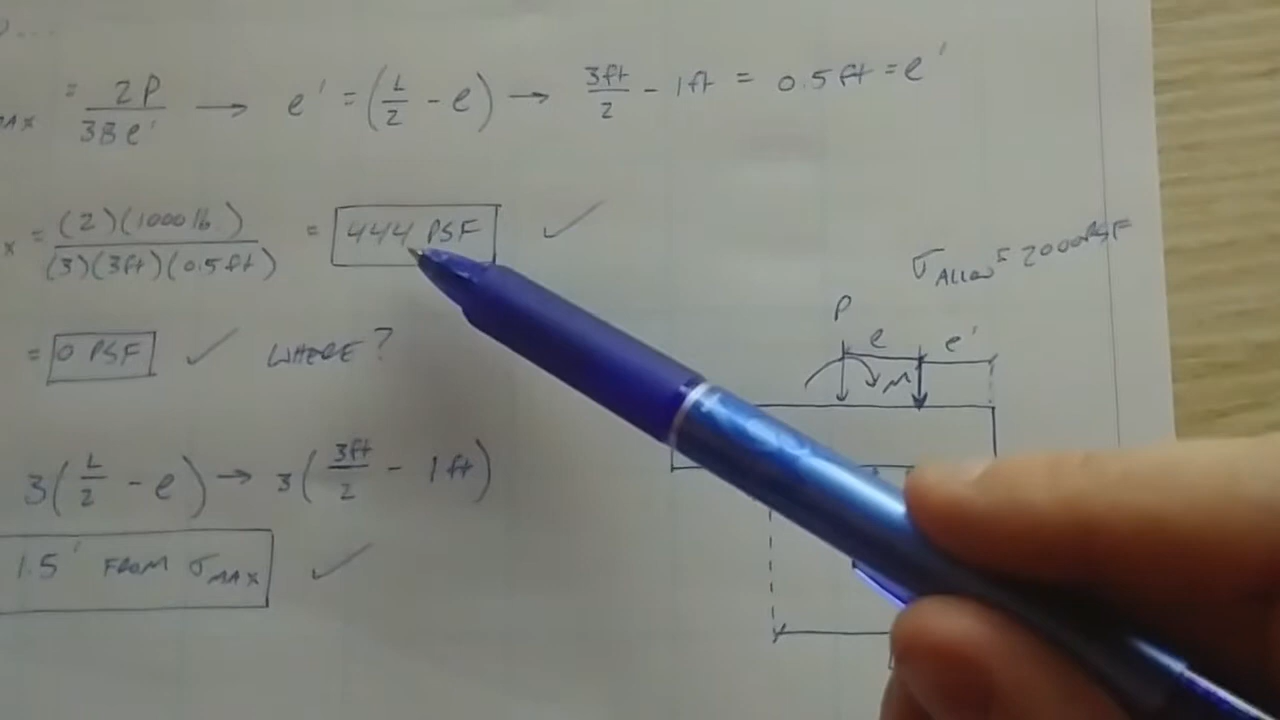 = 2P / 3Be' → e' = (L/2 - e) → 3ft/2 - 1ft = 0.5ft = e'
= (2)(1000 lb.) / (3)(3ft)(0.5ft) = 444 PSF ✓
σALLOW = 2000 PSF
= 0 PSF ✓ WHERE?
P
e e'
M
3(L/2 - e) → 3(3ft/2 - 1ft)
1.5' FROM σMAX ✓